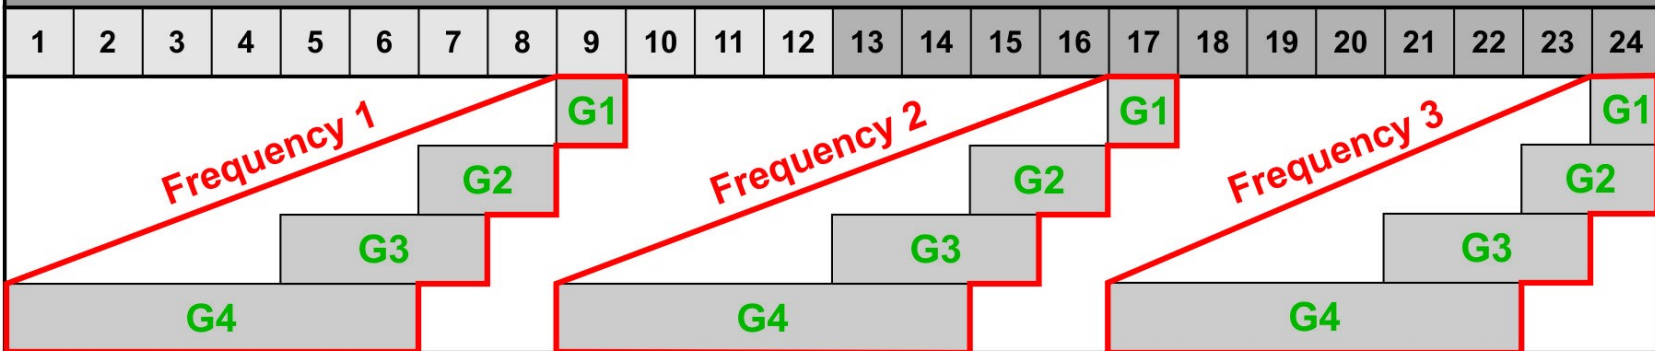 1 2 3 4 5 6 7 8 9 10 11 12 13 14 15 16 17 18 19 20 21 22 23 24
Frequency 1 G1 Frequency 2 G1 Frequency 3 G1
G2 G2 G2
G3 G3 G3
G4 G4 G4